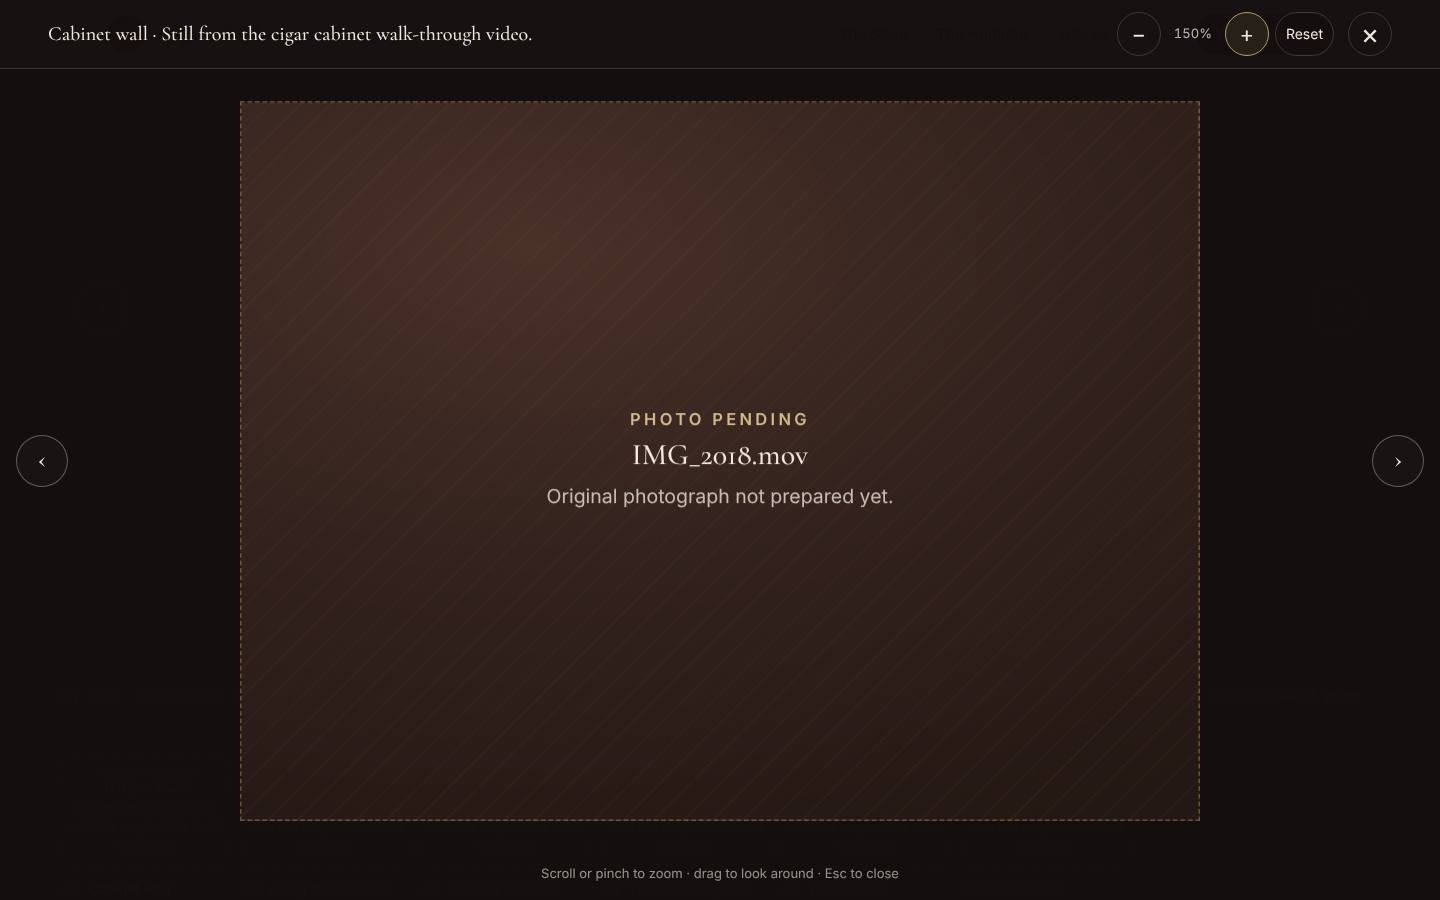 Cabinet wall · Still from the cigar cabinet walk-through video.
− 150% + Reset ×
PHOTO PENDING
IMG_2018.mov
Original photograph not prepared yet.
‹ ›
Scroll or pinch to zoom · drag to look around · Esc to close